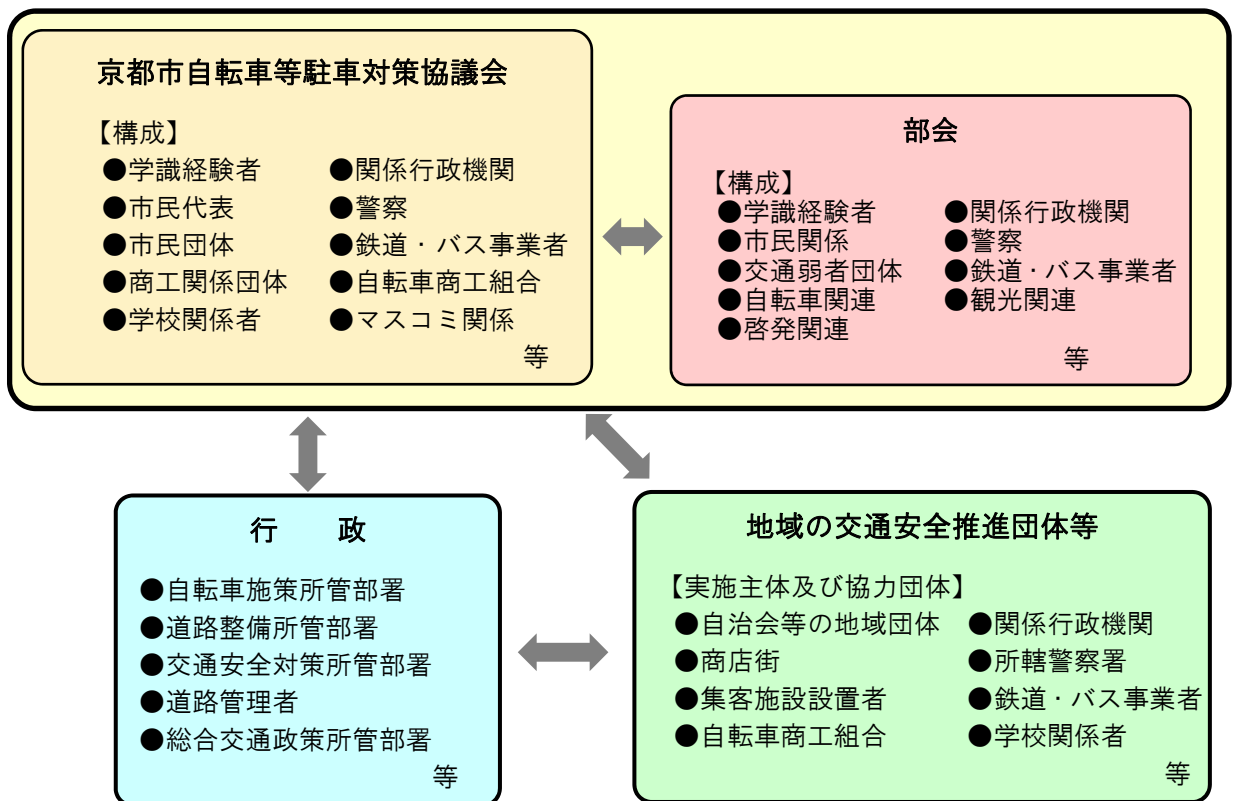 京都市自転車等駐車対策協議会
【構成】
●学識経験者 ●関係行政機関
●市民代表 ●警察
●市民団体 ●鉄道・バス事業者
●商工関係団体 ●自転車商工組合
●学校関係者 ●マスコミ関係
等
部会
【構成】
●学識経験者 ●関係行政機関
●市民関係 ●警察
●交通弱者団体 ●鉄道・バス事業者
●自転車関連 ●観光関連
●啓発関連
等
行 政
●自転車施策所管部署
●道路整備所管部署
●交通安全対策所管部署
●道路管理者
●総合交通政策所管部署
等
地域の交通安全推進団体等
【実施主体及び協力団体】
●自治会等の地域団体 ●関係行政機関
●商店街 ●所轄警察署
●集客施設設置者 ●鉄道・バス事業者
●自転車商工組合 ●学校関係者
等